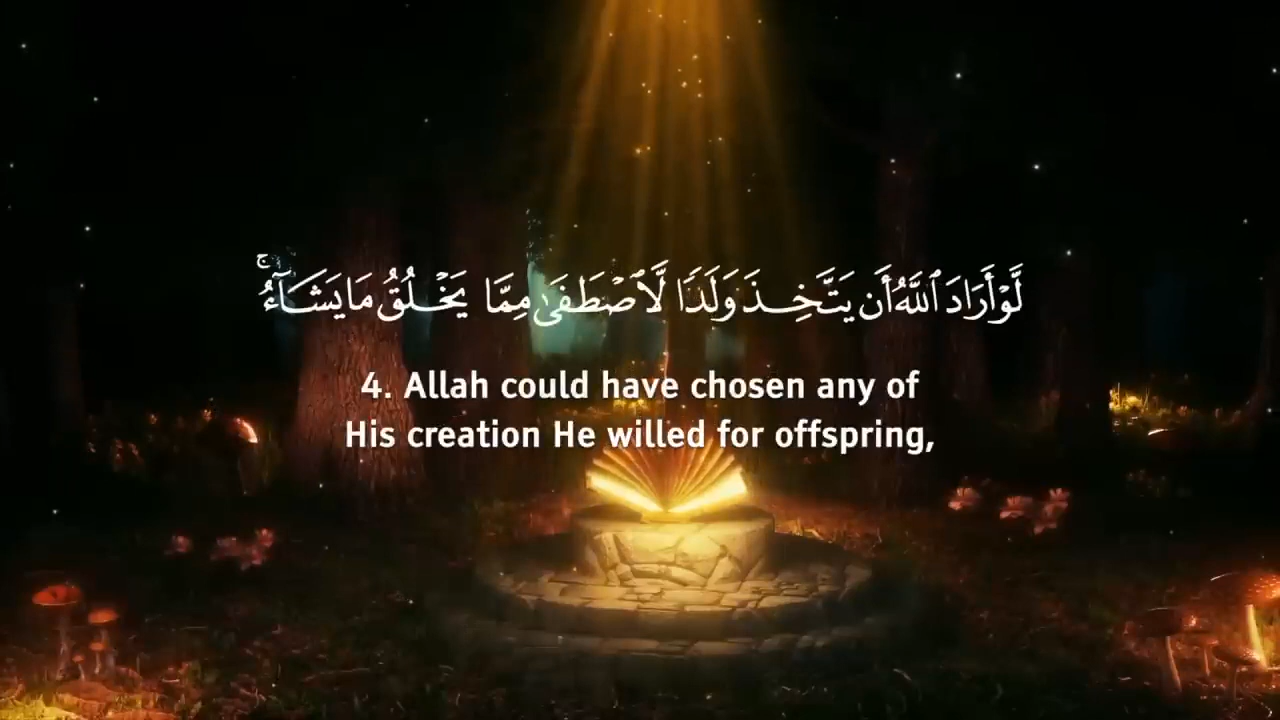 لَّوْ أَرَادَ ٱللَّهُ أَن يَتَّخِذَ وَلَدًا لَّٱصْطَفَىٰ مِمَّا يَخْلُقُ مَا يَشَآءُ ۚ
4. Allah could have chosen any of
His creation He willed for offspring,